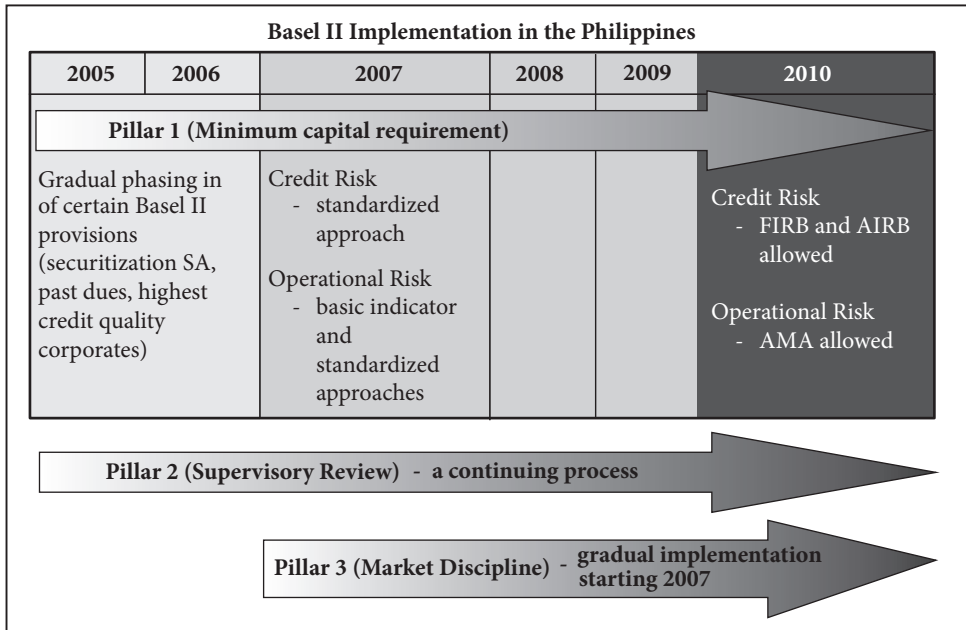 Basel II Implementation in the Philippines
2005 2006 2007 2008 2009 2010
Pillar 1 (Minimum capital requirement)
Gradual phasing in
of certain Basel II
provisions
(securitization SA,
past dues, highest
credit quality
corporates)
Credit Risk
- standardized
approach
Operational Risk
- basic indicator
and
standardized
approaches
Credit Risk
- FIRB and AIRB
allowed
Operational Risk
- AMA allowed
Pillar 2 (Supervisory Review) - a continuing process
Pillar 3 (Market Discipline) - gradual implementation
starting 2007